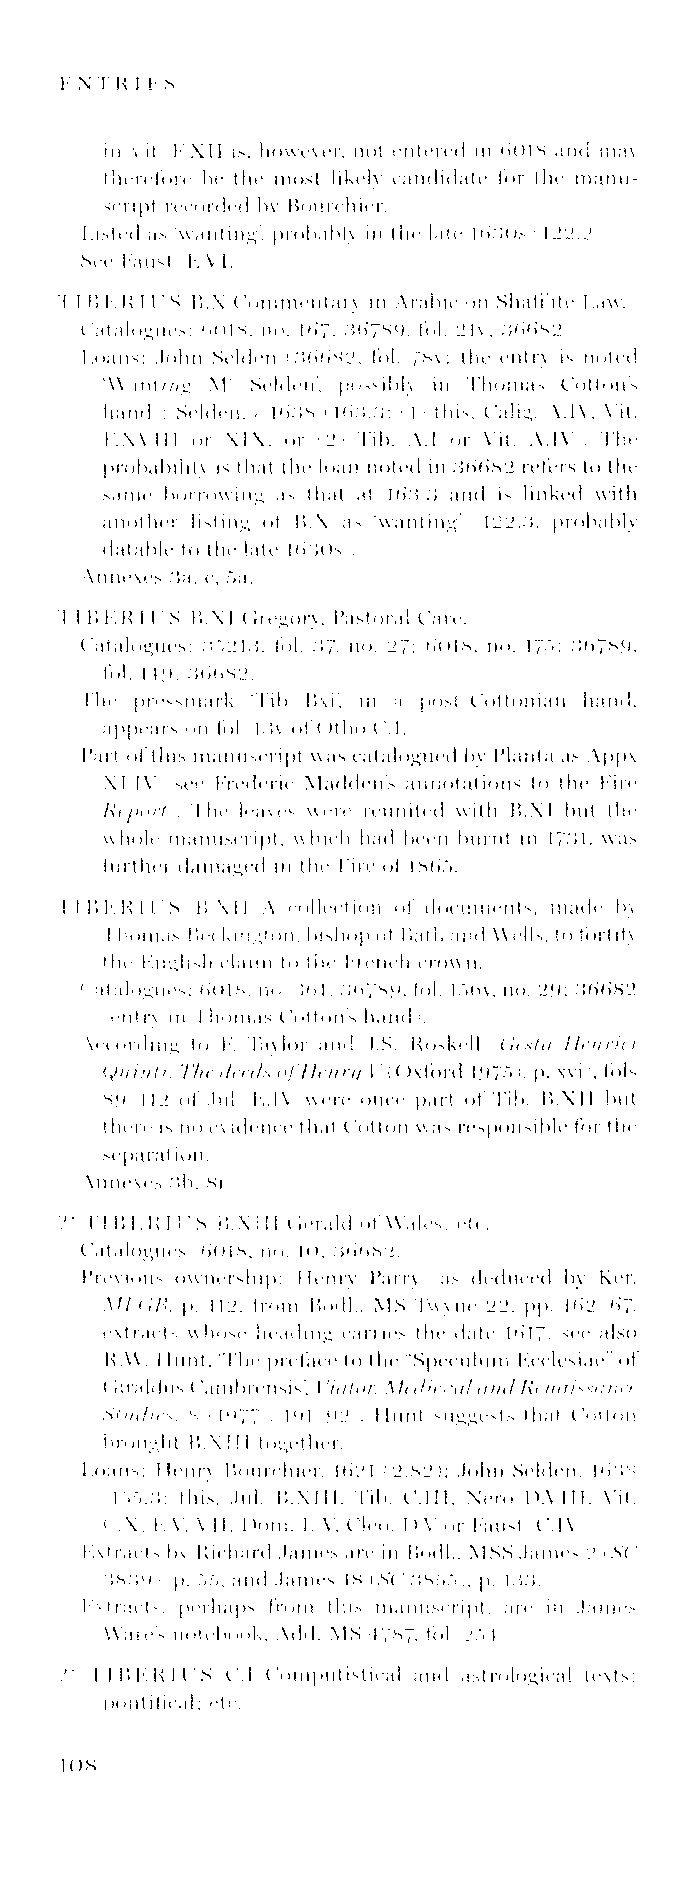 ENTRIES
in Vit. F.XII is, however, not entered in 6018 and may
therefore be the most likely candidate for the manu-
script recorded by Bourchier.
Listed as 'wanting', probably in the late 1630s (122.2).
See Faust. E.VI.
TIBERIUS B.X Commentary in Arabic on Shafi'ite Law.
Catalogues: 6018, no. 167; 36789, fol. 21v; 36682.
Loans: John Selden (36682, fol. 78v: the entry is noted
'Wanting Mr Selden', possibly in Thomas Cotton's
hand); Selden, c.1638 (163.3: (1) this, Calig. A.IV, Vit.
F.XVIII or XIX, or (2) Tib. A.I or Vit. A.IV). The
probability is that the loan noted in 36682 refers to the
same borrowing as that at 163.3 and is linked with
another listing of B.X as 'wanting' (122.3, probably
datable to the late 1630s).
Annexes 3a, c, 5a.
TIBERIUS B.XI Gregory, Pastoral Care.
Catalogues: 35213, fol. 37, no. 27; 6018, no. 175; 36789,
fol. 149; 36682.
The pressmark 'Tib Bxi', in a post-Cottonian hand,
appears on fol. 13v of Otho C.I.
Part of this manuscript was catalogued by Planta as Appx
XLIV (see Frederic Madden's annotations to the Fire
Report). The leaves were reunited with B.XI but the
whole manuscript, which had been burnt in 1731, was
further damaged in the Fire of 1865.
TIBERIUS B.XII A collection of documents, made by
Thomas Beckington, bishop of Bath and Wells, to fortify
the English claim to the French crown.
Catalogues: 6018, no. 361; 36789, fol. 156v, no. 29; 36682
(entry in Thomas Cotton's hand).
According to F. Taylor and J.S. Roskell, Gesta Henrici
Quinti. The deeds of Henry V (Oxford 1975), p. xvi, fols
89–112 of Jul. E.IV were once part of Tib. B.XII but
there is no evidence that Cotton was responsible for the
separation.
Annexes 3b, 8i.
TIBERIUS B.XIII Gerald of Wales, etc.
Catalogues: 6018, no. 10; 36682.
Previous ownership: Henry Parry (as deduced by Ker,
MLGB, p. 112, from Bodl., MS Twyne 22, pp. 162–67,
extracts whose heading carries the date 1617; see also
R.W. Hunt, 'The preface to the "Speculum Ecclesiae" of
Giraldus Cambrensis', Viator. Medieval and Renaissance
Studies, 8 (1977), 191–92). Hunt suggests that Cotton
brought B.XIII together.
Loans: Henry Bourchier, 1621 (2.82); John Selden, 1638
(155.3: this, Jul. B.XIII, Tib. C.III, Nero D.VIII, Vit.
C.X, E.V, VII, Dom. I, V, Cleo. D.V or Faust. C.IV).
Extracts by Richard James are in Bodl., MSS James 2 (SC
3839), p. 55, and James 18 (SC 3855), p. 133.
Extracts, perhaps from this manuscript, are in James
Ware's notebook, Add. MS 4787, fol. 254.
TIBERIUS C.I Computistical and astrological texts;
pontifical; etc.
108